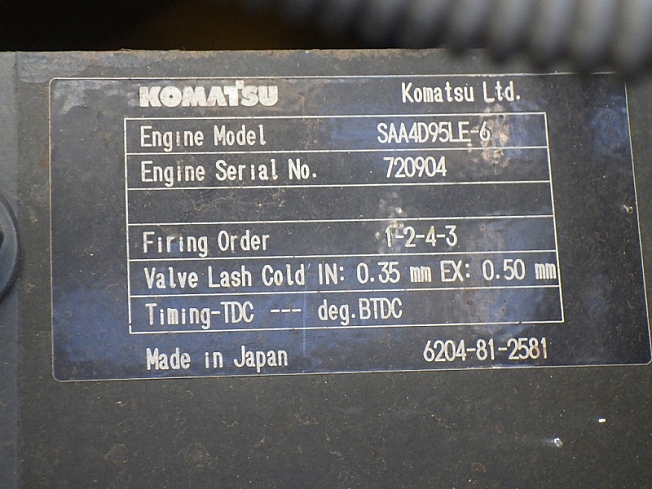 KOMATSU Komatsu Ltd.
Engine Model SAA4D95LE-6
Engine Serial No. 720904
Firing Order 1-2-4-3
Valve Lash Cold IN: 0.35 mm EX: 0.50 mm
Timing-TDC --- deg.BTDC
Made in Japan 6204-81-2581